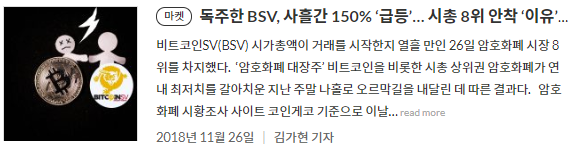 마켓 독주한 BSV, 사흘간 150% ‘급등’… 시총 8위 안착 ‘이유’...
비트코인SV(BSV) 시가총액이 거래를 시작한지 열흘 만인 26일 암호화폐 시장 8
위를 차지했다. ‘암호화폐 대장주’ 비트코인을 비롯한 시총 상위권 암호화폐가 연
내 최저치를 갈아치운 지난 주말 나홀로 오르막길을 내달린 데 따른 결과다. 암호
화폐 시황조사 사이트 코인게코 기준으로 이날... read more
2018년 11월 26일 | 김가현 기자
BITCOIN SV